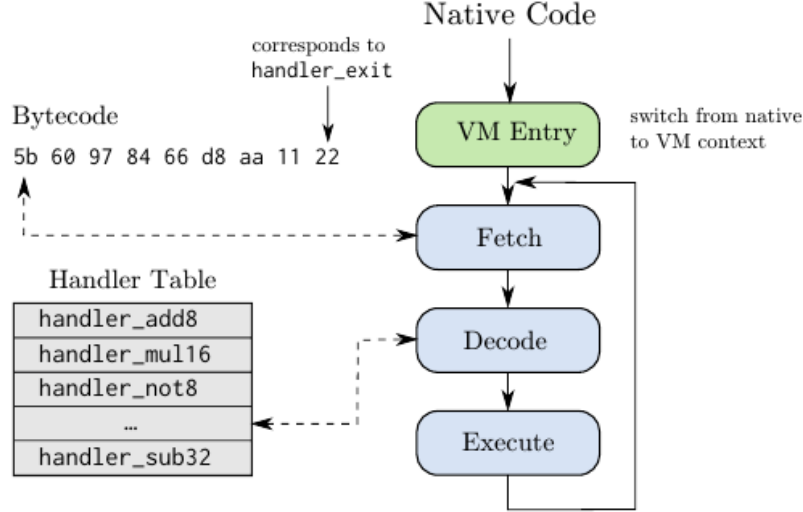 Native Code
corresponds to
handler_exit
Bytecode
5b 60 97 84 66 d8 aa 11 22
VM Entry
switch from native
to VM context
Fetch
Handler Table
handler_add8
handler_mul16
handler_not8
…
handler_sub32
Decode
Execute